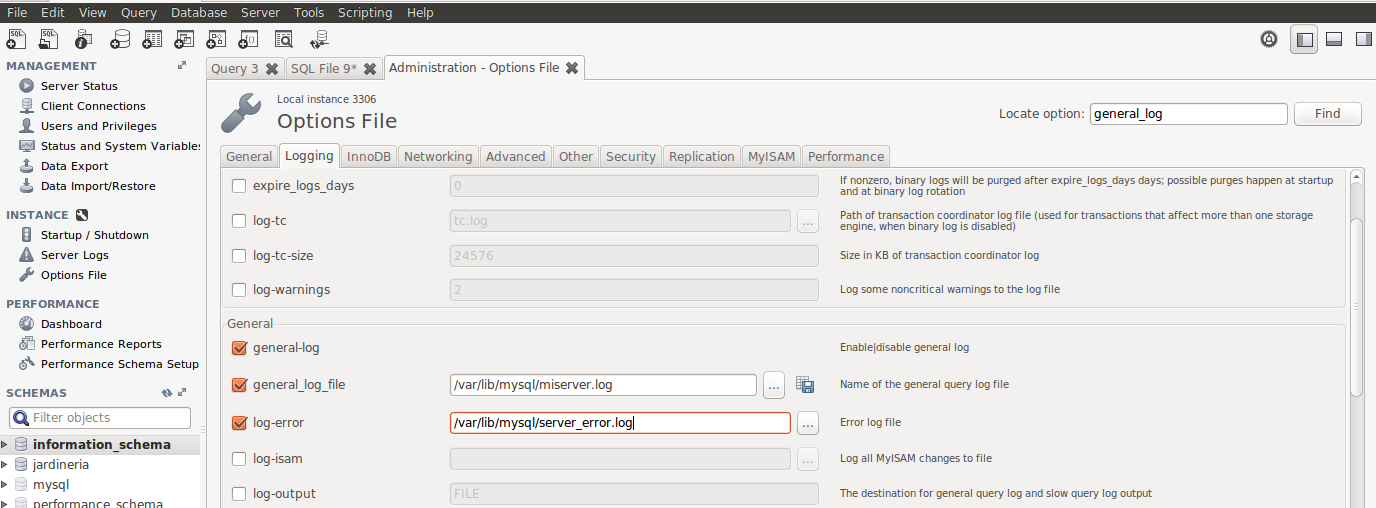 File Edit View Query Database Server Tools Scripting Help
MANAGEMENT
Server Status
Client Connections
Users and Privileges
Status and System Variables
Data Export
Data Import/Restore
INSTANCE
Startup / Shutdown
Server Logs
Options File
PERFORMANCE
Dashboard
Performance Reports
Performance Schema Setup
SCHEMAS
Filter objects
information_schema
jardineria
mysql
performance_schema
Query 3 SQL File 9* Administration - Options File
Local instance 3306
Options File
Locate option: general_log Find
General Logging InnoDB Networking Advanced Other Security Replication MyISAM Performance
expire_logs_days 0 If nonzero, binary logs will be purged after expire_logs_days days; possible purges happen at startup
and at binary log rotation
log-tc tc.log ... Path of transaction coordinator log file (used for transactions that affect more than one storage
engine, when binary log is disabled)
log-tc-size 24576 Size in KB of transaction coordinator log
log-warnings 2 Log some noncritical warnings to the log file
General
general-log Enable|disable general log
general_log_file /var/lib/mysql/miserver.log ... Name of the general query log file
log-error /var/lib/mysql/server_error.log ... Error log file
log-isam ... Log all MyISAM changes to file
log-output FILE The destination for general query log and slow query log output